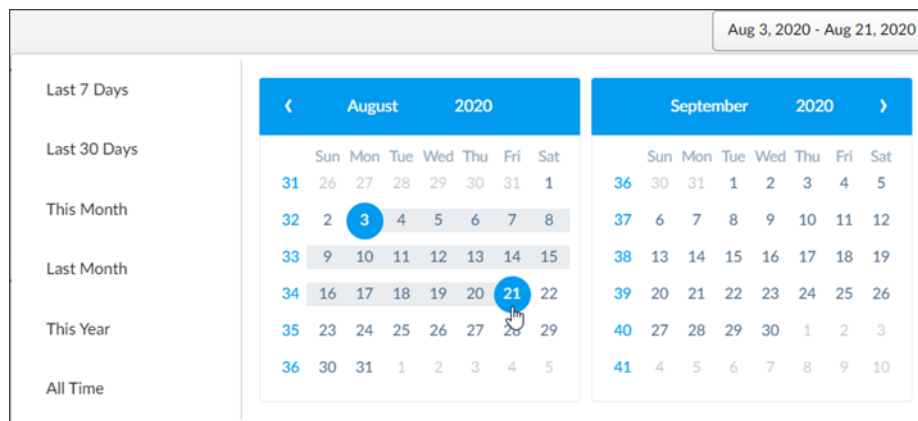 Aug 3, 2020 - Aug 21, 2020
Last 7 Days
Last 30 Days
This Month
Last Month
This Year
All Time
‹ August 2020
Sun Mon Tue Wed Thu Fri Sat
31 26 27 28 29 30 31 1
32 2 3 4 5 6 7 8
33 9 10 11 12 13 14 15
34 16 17 18 19 20 21 22
35 23 24 25 26 27 28 29
36 30 31 1 2 3 4 5
September 2020 ›
Sun Mon Tue Wed Thu Fri Sat
36 30 31 1 2 3 4 5
37 6 7 8 9 10 11 12
38 13 14 15 16 17 18 19
39 20 21 22 23 24 25 26
40 27 28 29 30 1 2 3
41 4 5 6 7 8 9 10